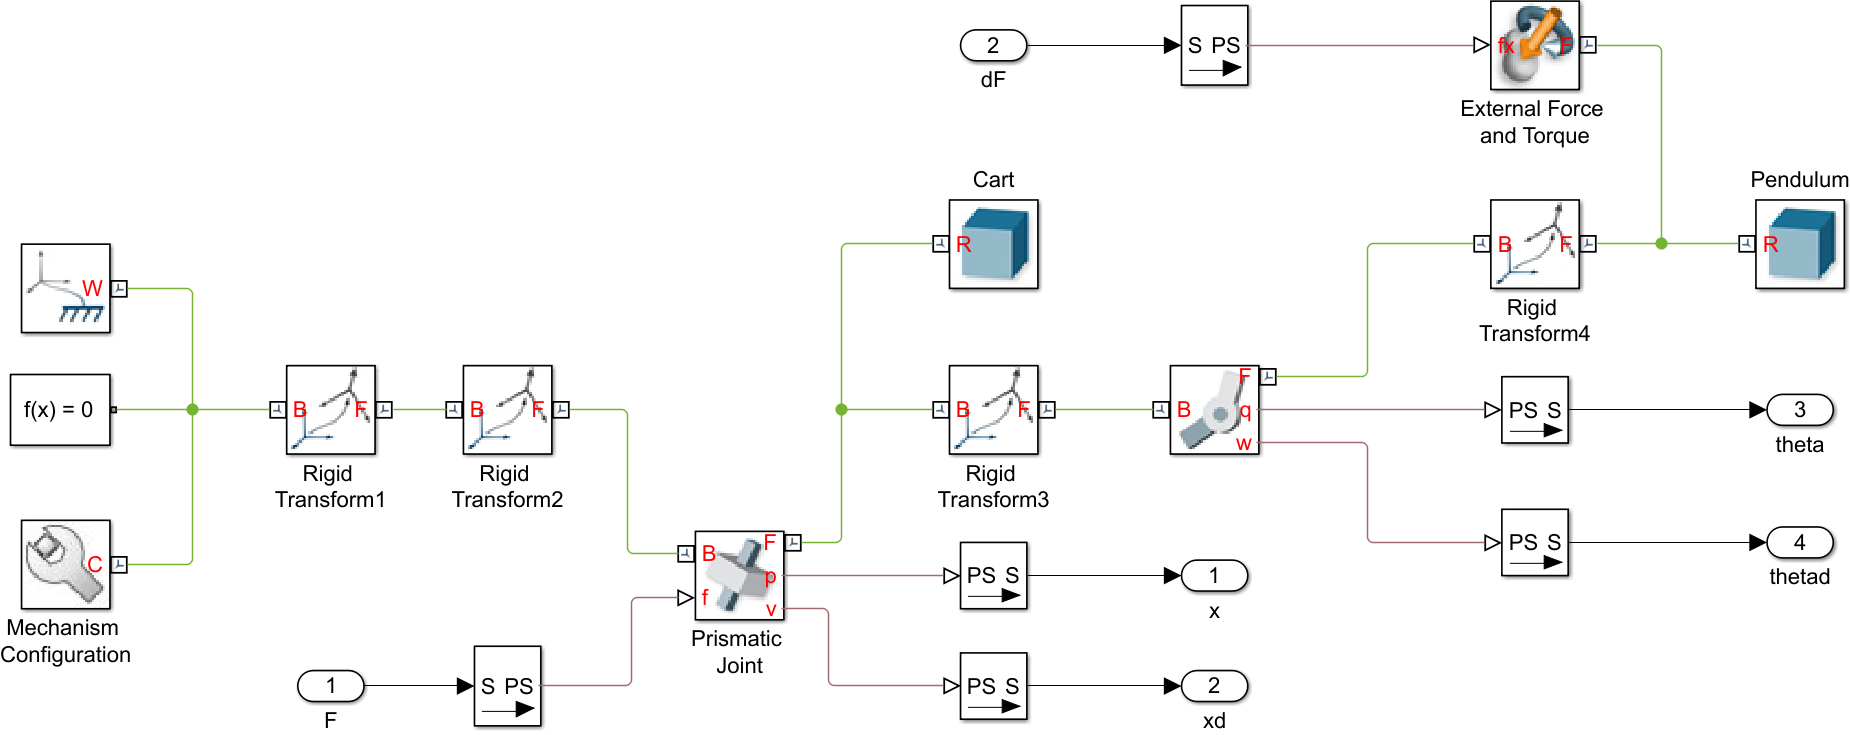 2
dF
S PS
fx
F
External Force
and Torque
Cart
R
B
F
Rigid
Transform4
Pendulum
R
W
f(x) = 0
C
Mechanism
Configuration
B
F
Rigid
Transform1
B
F
Rigid
Transform2
B
F
Rigid
Transform3
B
F
q
w
PS S
3
theta
PS S
4
thetad
B
f
F
p
v
Prismatic
Joint
PS S
1
x
1
F
S PS
PS S
2
xd